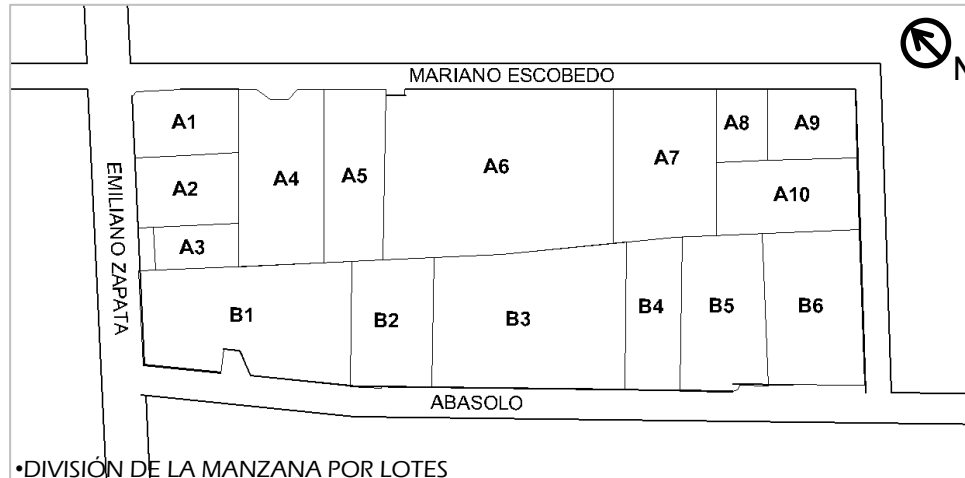 MARIANO ESCOBEDO
N
EMILIANO ZAPATA
A1
A2
A3
A4
A5
A6
A7
A8
A9
A10
B1
B2
B3
B4
B5
B6
ABASOLO
•DIVISIÓN DE LA MANZANA POR LOTES